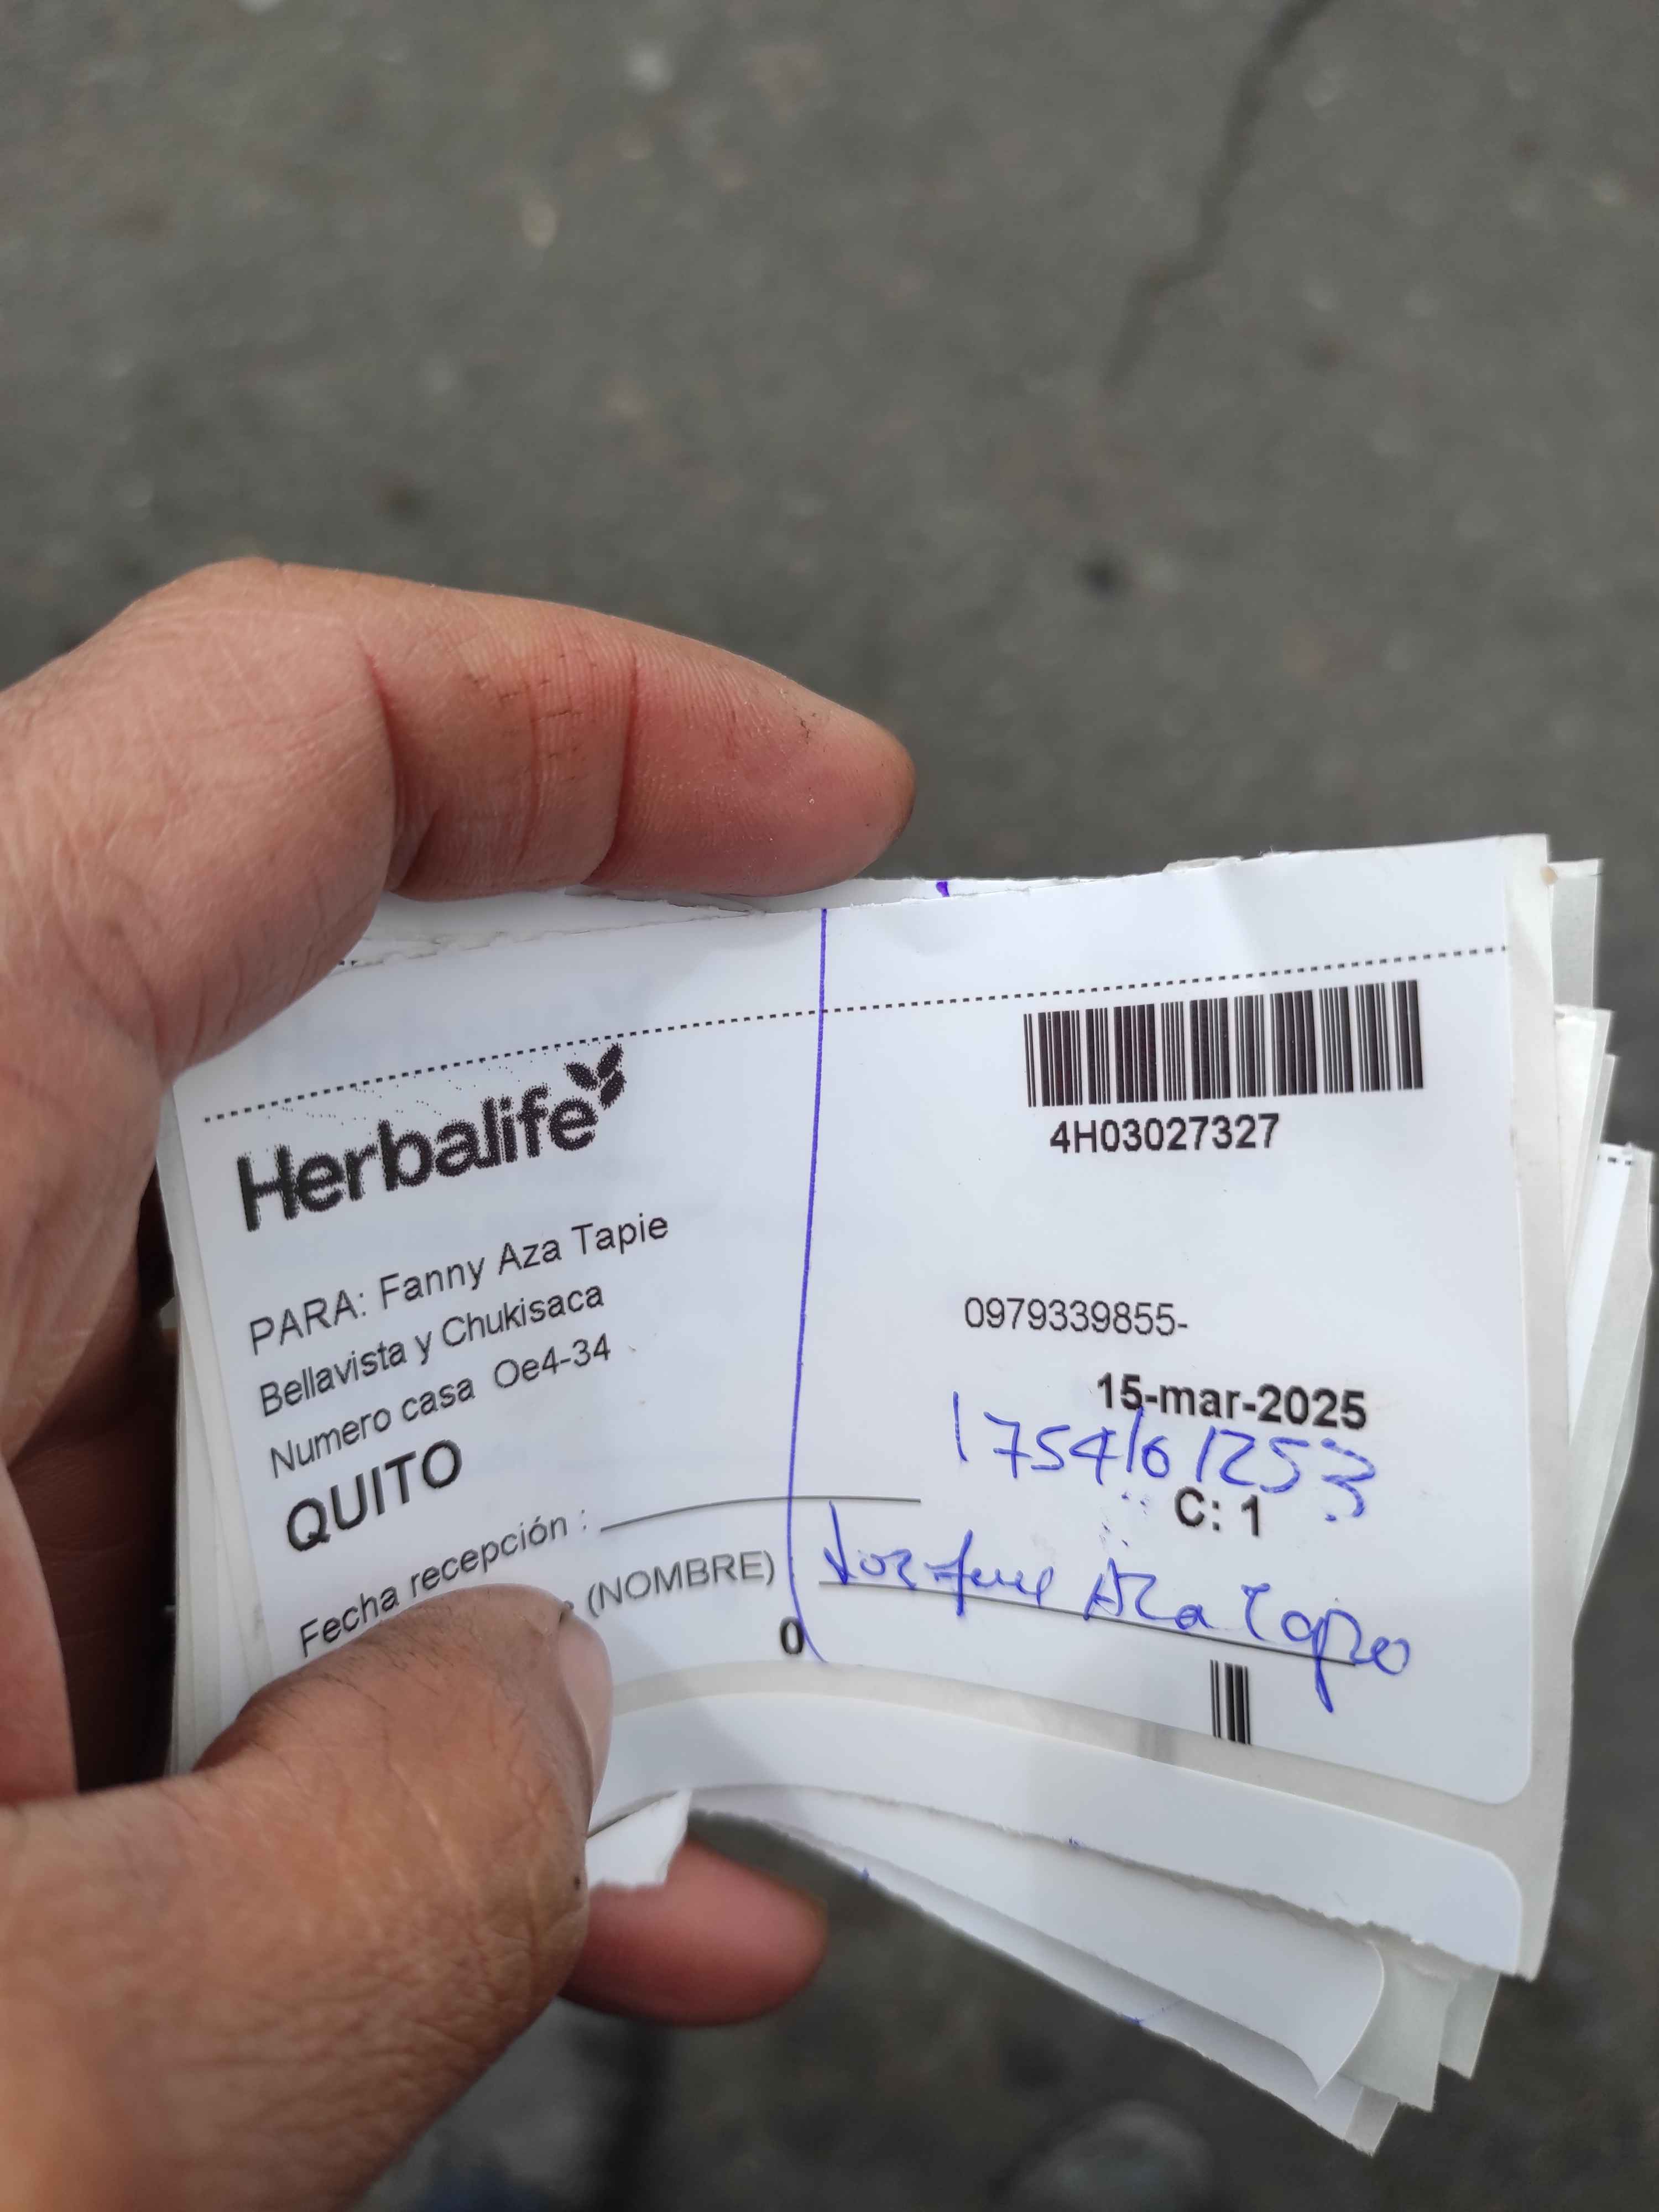 Herbalife
4H03027327
PARA: Fanny Aza Tapie
Bellavista y Chukisaca
Numero casa Oe4-34
QUITO
0979339855-
15-mar-2025
C: 1
Fecha recepción :
(NOMBRE)
Aza
0